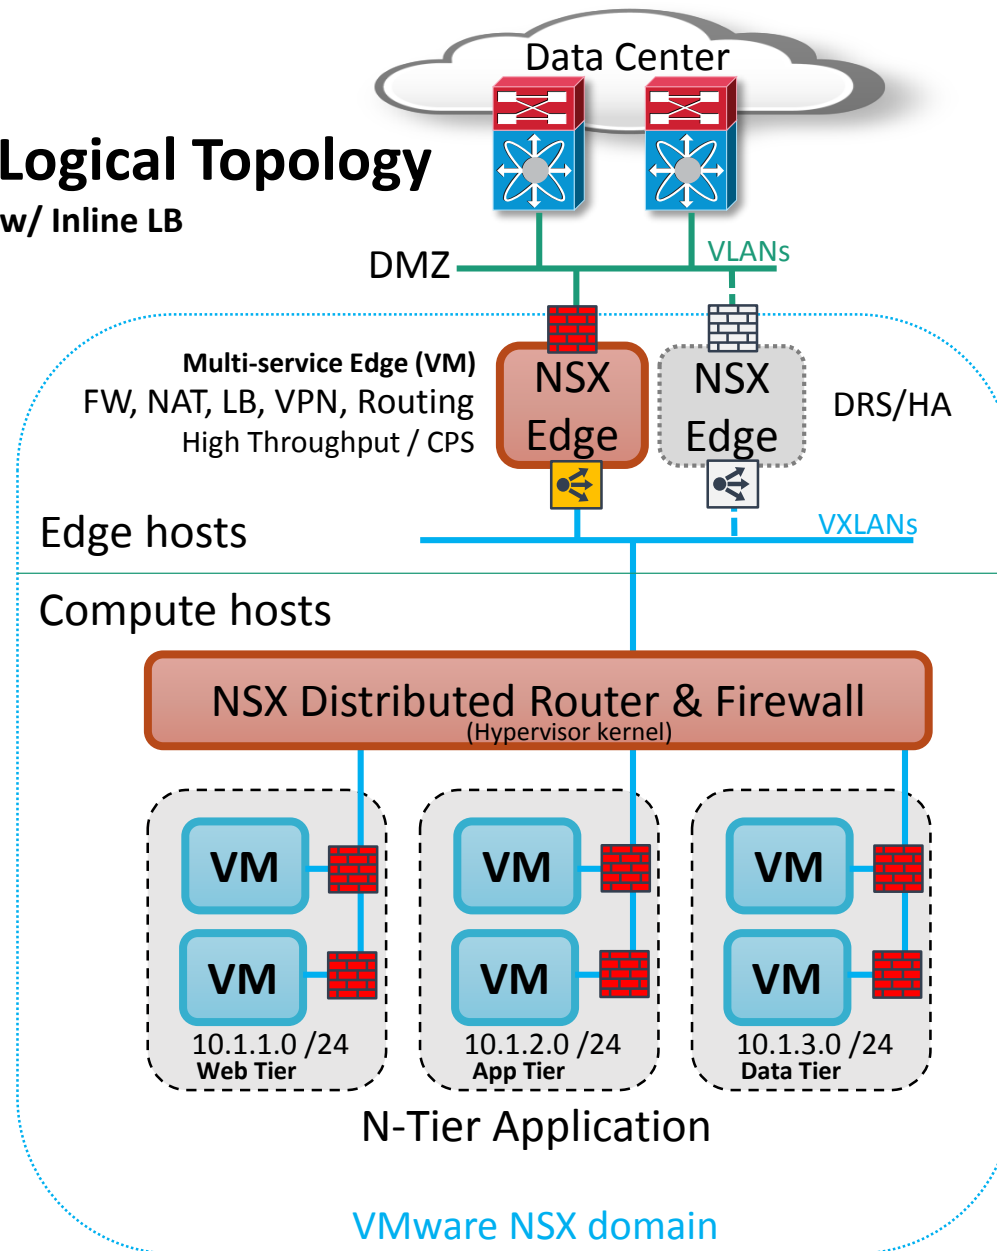 Data Center
Logical Topology
w/ Inline LB
DMZ
VLANs
Multi-service Edge (VM)
FW, NAT, LB, VPN, Routing
High Throughput / CPS
NSX
Edge
NSX
Edge
DRS/HA
Edge hosts
VXLANs
Compute hosts
NSX Distributed Router & Firewall
(Hypervisor kernel)
VM
VM
VM
VM
VM
VM
10.1.1.0 /24
Web Tier
10.1.2.0 /24
App Tier
10.1.3.0 /24
Data Tier
N-Tier Application
VMware NSX domain